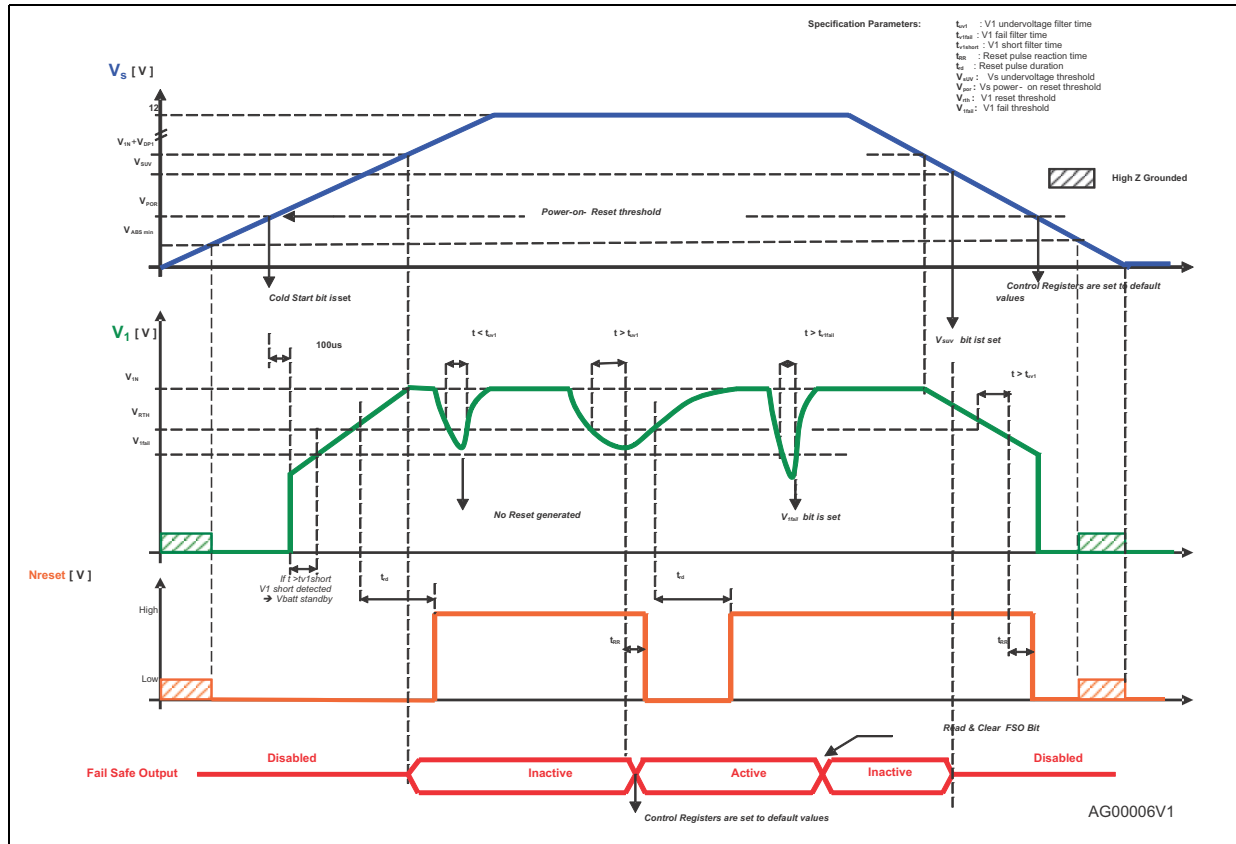 Specification Parameters:
tuv1 : V1 undervoltage filter time
tv1fail : V1 fail filter time
tv1short : V1 short filter time
tRR : Reset pulse reaction time
trd : Reset pulse duration
VsUV : Vs undervoltage threshold
Vpor : Vs power- on reset threshold
Vrth : V1 reset threshold
V1fail : V1 fail threshold
Vs [ V ]
12
V1N+VDP1
VSUV
High Z Grounded
VPOR
Power-on- Reset threshold
VABS min
Cold Start bit is set
Control Registers are set to default
values
V1 [ V ]
100us
t < tuv1
t > tuv1
t > tv1fail
Vsuv bit ist set
t > tuv1
V1N
VRTH
V1fail
No Reset generated
V1fail bit is set
Nreset [ V ]
If t >tv1short
V1 short detected
➔ Vbatt standby
trd
trd
High
tRR
tRR
Low
Read & Clear FSO Bit
Disabled
Disabled
Fail Safe Output
Inactive
Active
Inactive
AG00006V1
Control Registers are set to default values